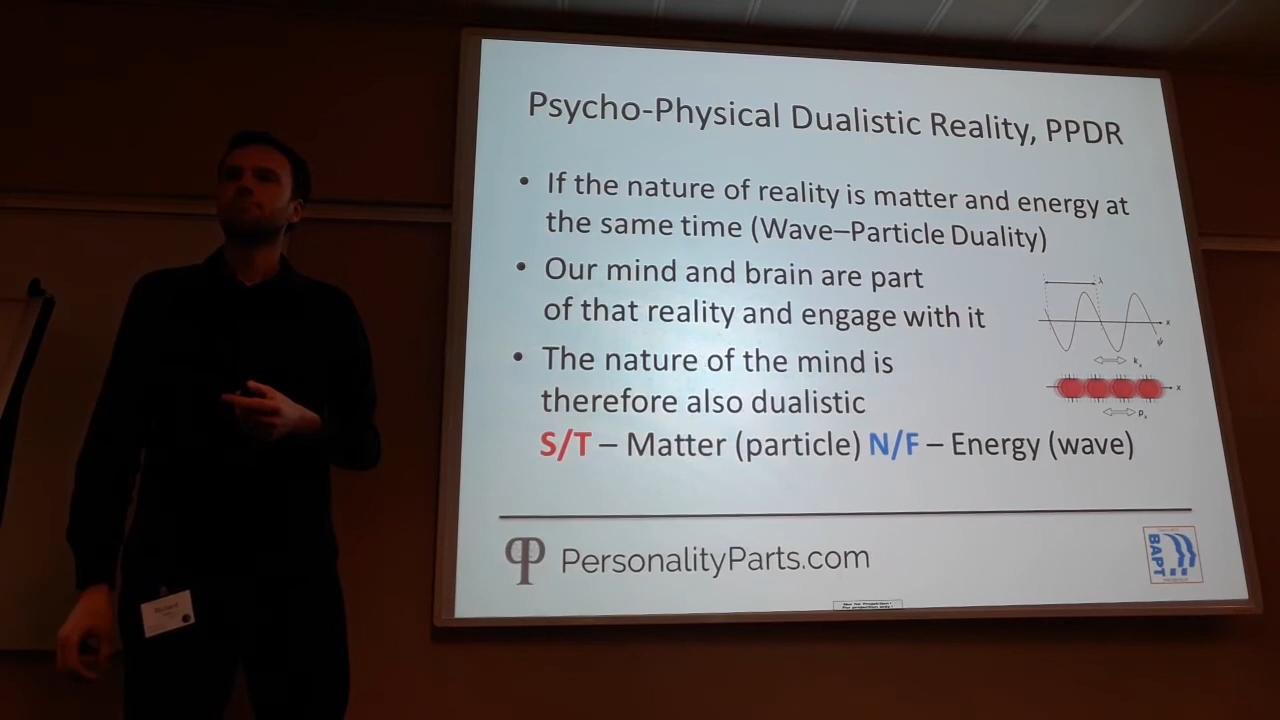 Psycho-Physical Dualistic Reality, PPDR
• If the nature of reality is matter and energy at
the same time (Wave–Particle Duality)
• Our mind and brain are part
of that reality and engage with it
• The nature of the mind is
therefore also dualistic
S/T – Matter (particle) N/F – Energy (wave)
λ
x
ψ
x
PersonalityParts.com
BAPT
Richard